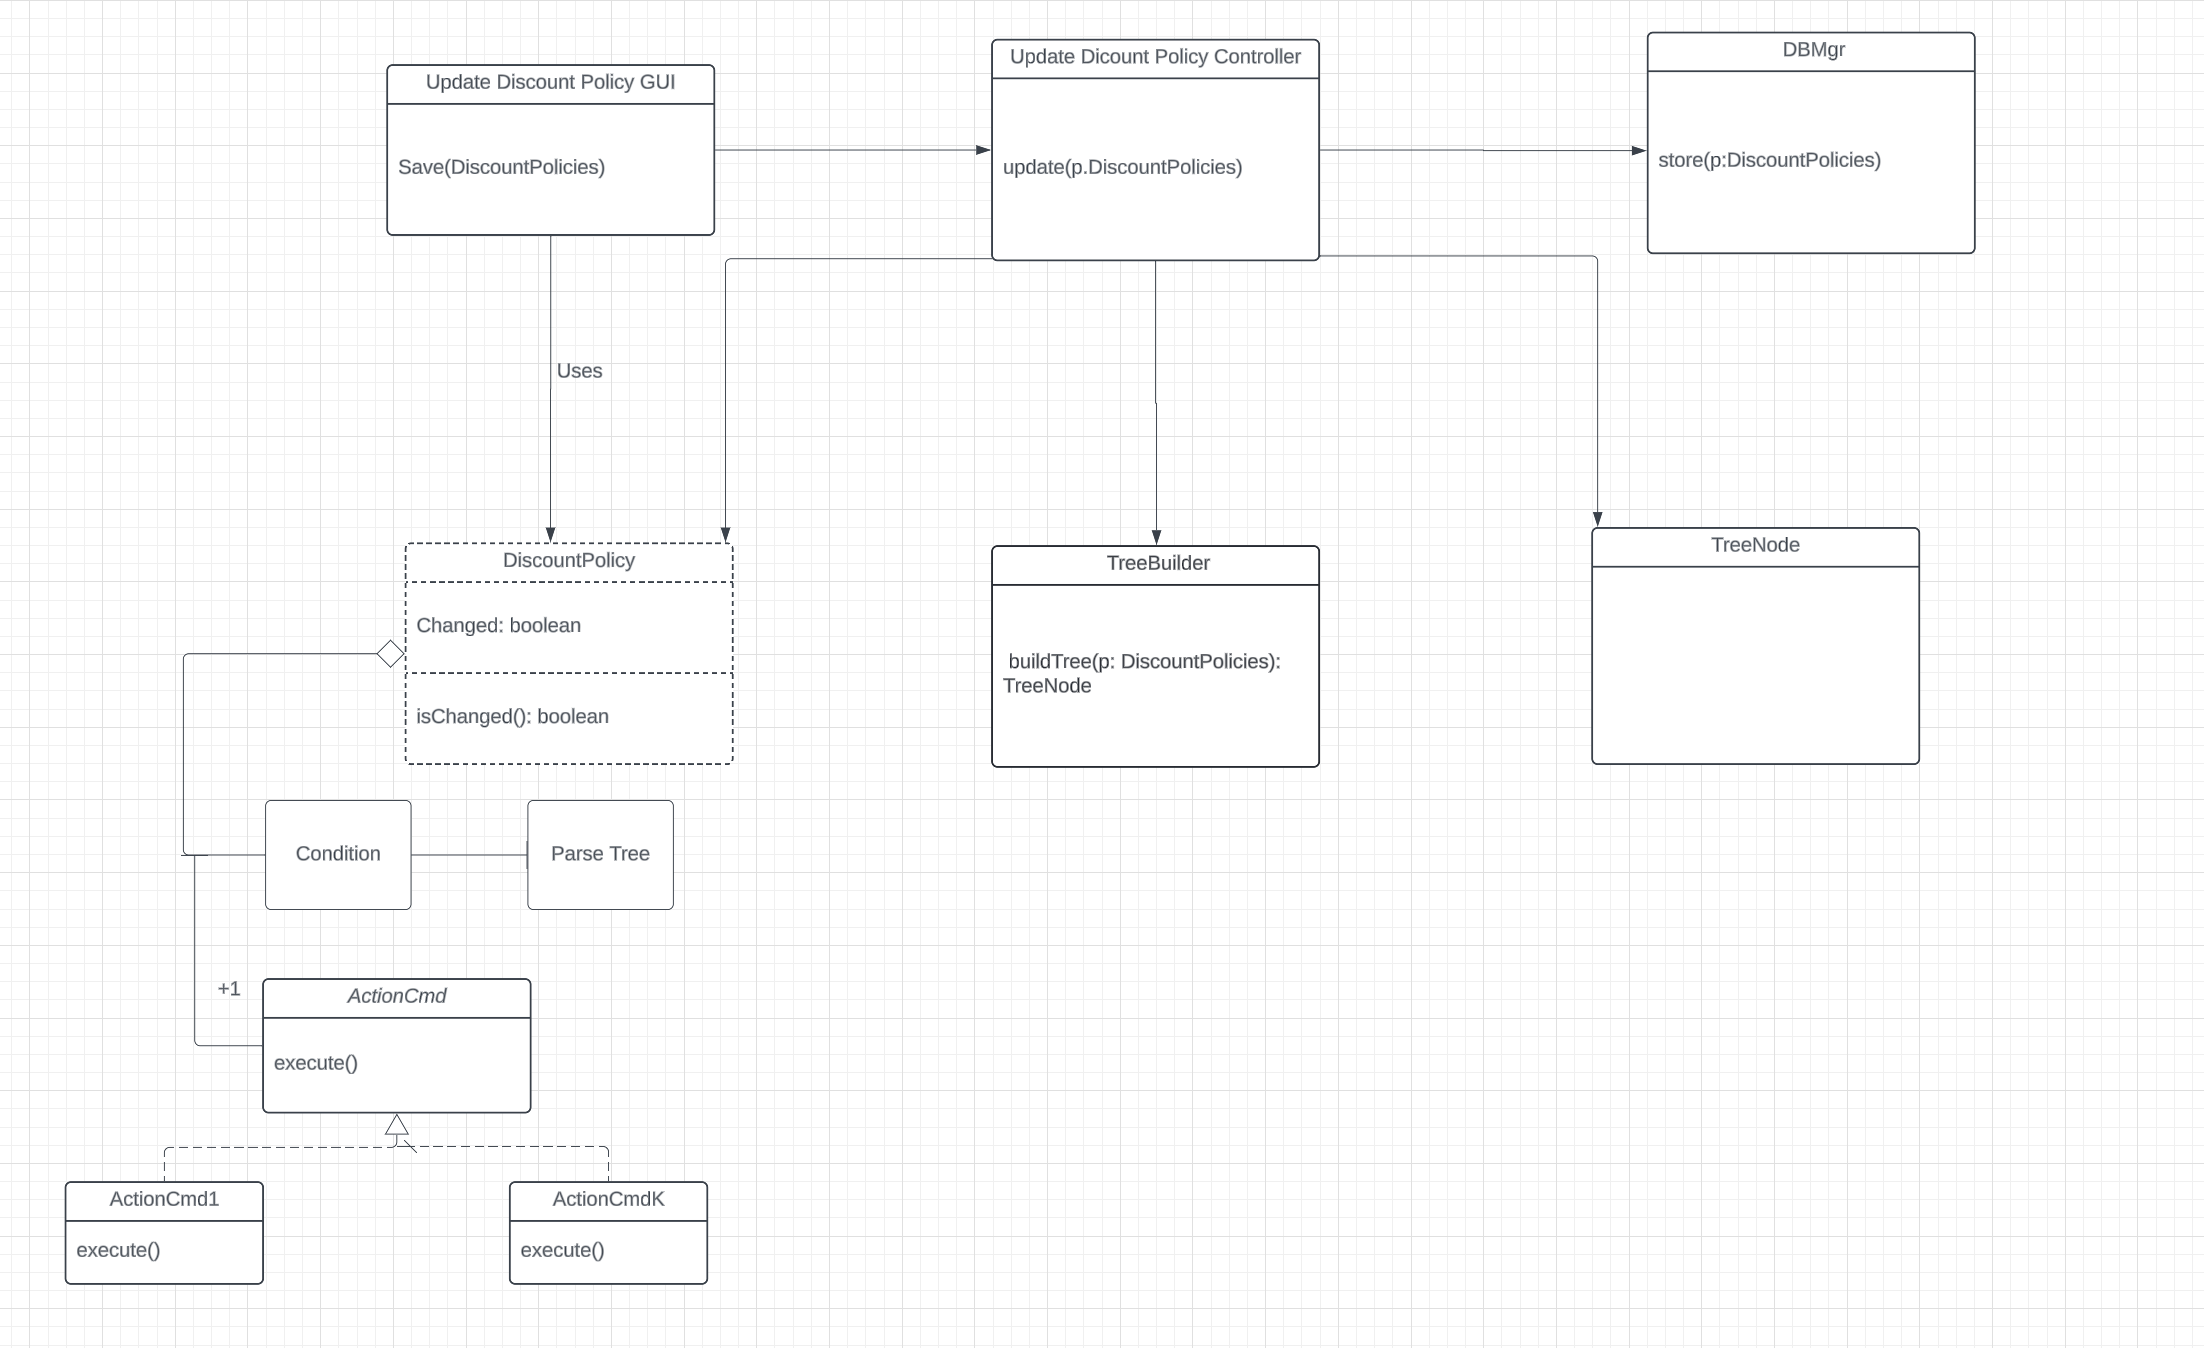 Update Discount Policy GUI
Save(DiscountPolicies)
Update Dicount Policy Controller
update(p.DiscountPolicies)
DBMgr
store(p:DiscountPolicies)
Uses
DiscountPolicy
Changed: boolean
isChanged(): boolean
TreeBuilder
buildTree(p: DiscountPolicies):
TreeNode
TreeNode
Condition
Parse Tree
+1
ActionCmd
execute()
ActionCmd1
execute()
ActionCmdK
execute()